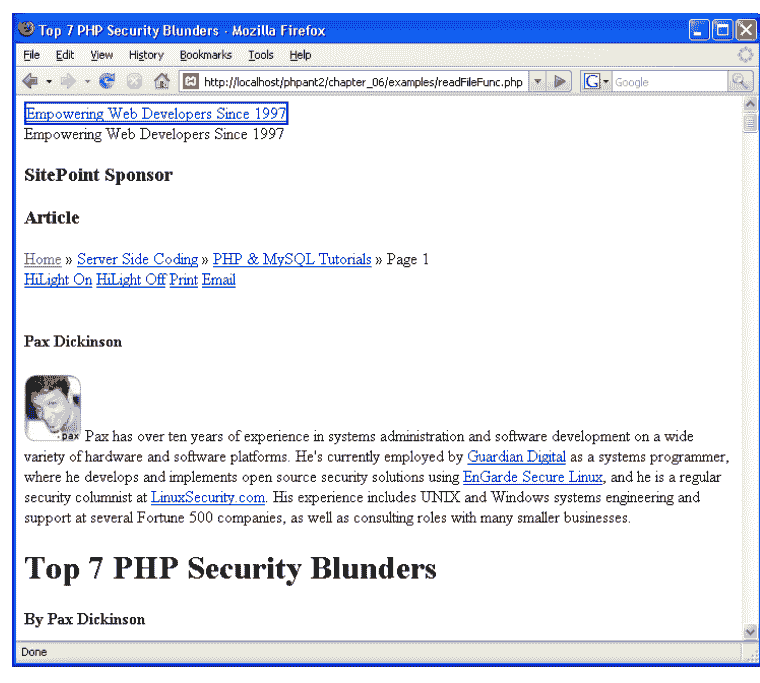 Top 7 PHP Security Blunders - Mozilla Firefox
File Edit View History Bookmarks Tools Help
http://localhost/phpant2/chapter_06/examples/readFileFunc.php G Google
Empowering Web Developers Since 1997
Empowering Web Developers Since 1997
SitePoint Sponsor
Article
Home » Server Side Coding » PHP & MySQL Tutorials » Page 1
HiLight On HiLight Off Print Email
Pax Dickinson
pax
Pax has over ten years of experience in systems administration and software development on a wide
variety of hardware and software platforms. He's currently employed by Guardian Digital as a systems programmer,
where he develops and implements open source security solutions using EnGarde Secure Linux, and he is a regular
security columnist at LinuxSecurity.com. His experience includes UNIX and Windows systems engineering and
support at several Fortune 500 companies, as well as consulting roles with many smaller businesses.
Top 7 PHP Security Blunders
By Pax Dickinson
Done